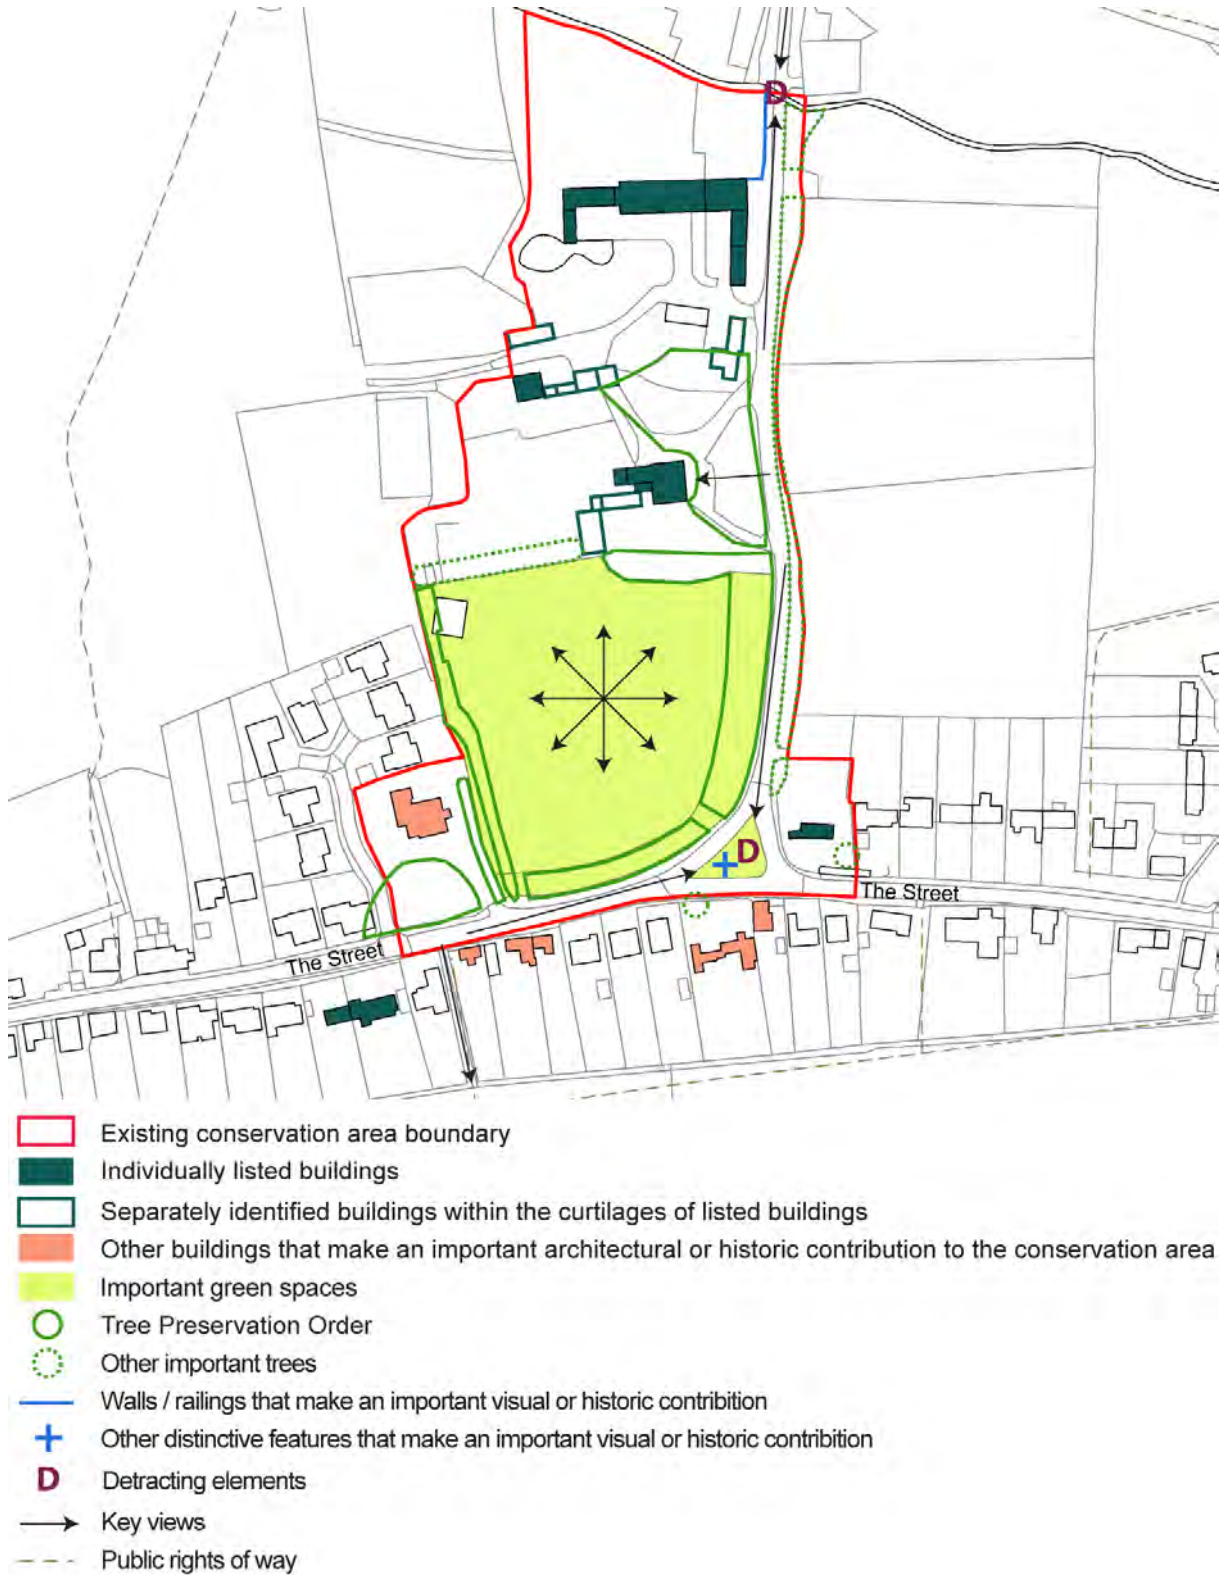 D
D
The Street
The Street
Existing conservation area boundary
Individually listed buildings
Separately identified buildings within the curtilages of listed buildings
Other buildings that make an important architectural or historic contribution to the conservation area
Important green spaces
Tree Preservation Order
Other important trees
Walls / railings that make an important visual or historic contribition
Other distinctive features that make an important visual or historic contribition
D Detracting elements
Key views
Public rights of way